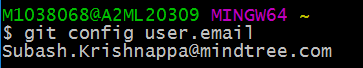 M1038068@A2ML20309 MINGW64 ~
$ git config user.email
Subash.Krishnappa@mindtree.com